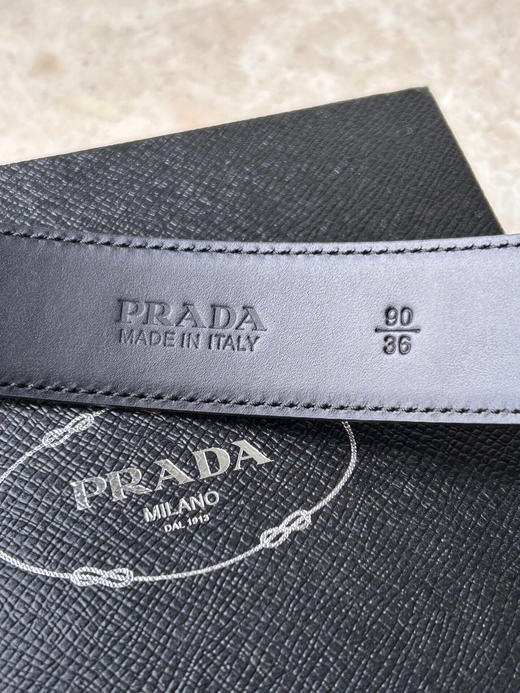 PRADA
MADE IN ITALY
90
36
PRADA
MILANO
DAL 1913